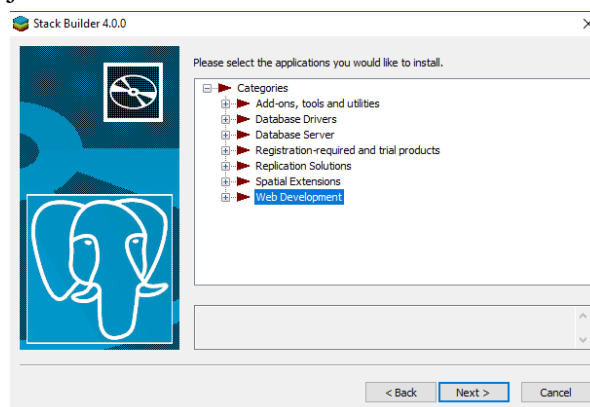 Stack Builder 4.0.0
Please select the applications you would like to install.
Categories
Add-ons, tools and utilities
Database Drivers
Database Server
Registration-required and trial products
Replication Solutions
Spatial Extensions
Web Development
< Back Next > Cancel